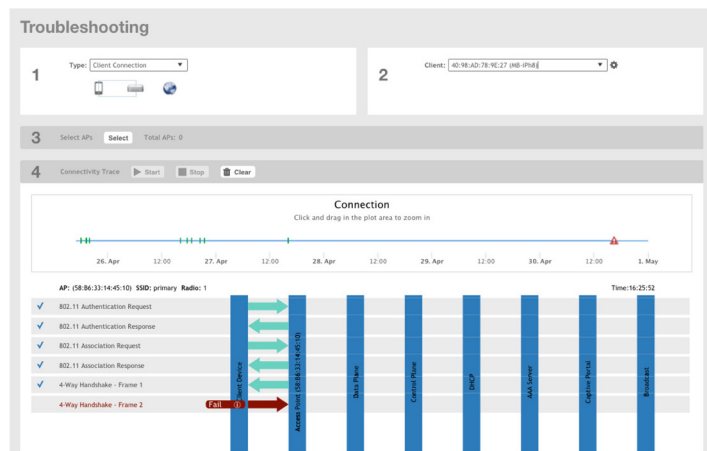 Troubleshooting
1
Type: Client Connection
2
Client: 40:98:AD:78:9E:27 (MB-iPh8)
3 Select APs Select Total APs: 0
4 Connectivity Trace Start Stop Clear
Connection
Click and drag in the plot area to zoom in
26. Apr 12:00 27. Apr 12:00 28. Apr 12:00 29. Apr 12:00 30. Apr 12:00 1. May
AP: (58:B6:33:14:45:10) SSID: primary Radio: 1 Time:16:25:52
802.11 Authentication Request
802.11 Authentication Response
802.11 Association Request
802.11 Association Response
4-Way Handshake - Frame 1
4-Way Handshake - Frame 2 Fail
Client Device
Access Point (58:B6:33:14:45:10)
Data Plane
Control Plane
DHCP
AAA Server
Captive Portal
Broadcast